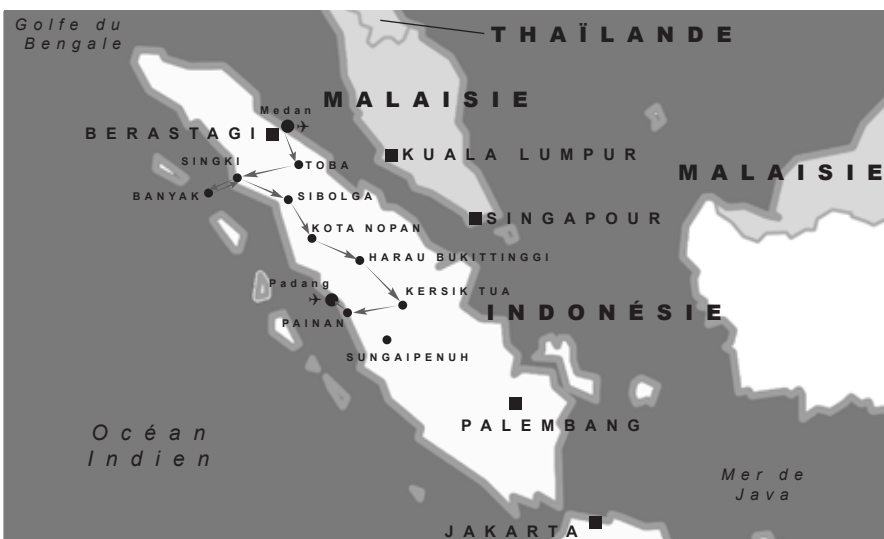 Golfe du
Bengale
THAÏLANDE
MALAISIE
Medan
BERASTAGI
KUALA LUMPUR
SINGKI
TOBA
MALAISIE
BANYAK
SIBOLGA
SINGAPOUR
KOTA NOPAN
HARAU BUKITTINGGI
Padang
KERSIK TUA
INDONÉSIE
PAINAN
SUNGAIPENUH
PALEMBANG
Océan
Indien
Mer de
Java
JAKARTA